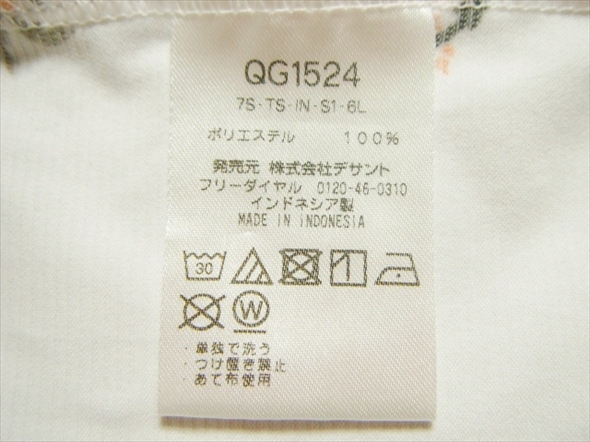 QG1524
7S-TS-IN-S1-6L
ポリエステル 100%
発売元 株式会社デサント
フリーダイヤル 0120-46-0310
インドネシア製
MADE IN INDONESIA
30
W
・単独で洗う
・つけ置き禁止
・あて布使用